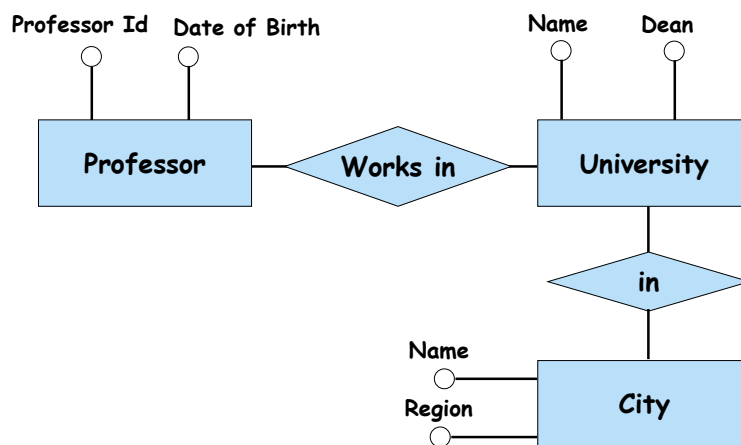 Professor Id
Date of Birth
Name
Dean
Professor
Works in
University
in
Name
Region
City